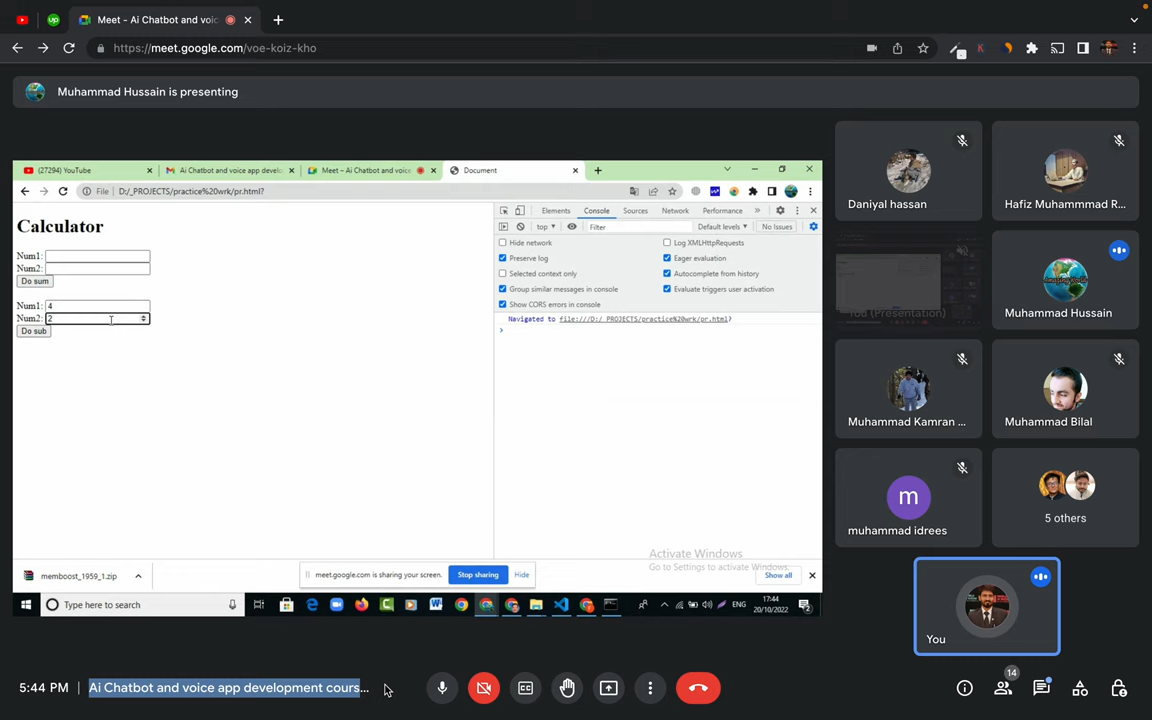 Meet - Ai Chatbot and voic
https://meet.google.com/voe-koiz-kho
Muhammad Hussain is presenting
(27294) YouTube
Ai Chatbot and voice app develo
Meet – Ai Chatbot and voice
Document
File D:/_PROJECTS/practice%20wrk/pr.html?
Calculator
Num1:
Num2:
Do sum
Num1: 4
Num2: 2
Do sub
Elements Console Sources Network Performance
top Filter Default levels No Issues
Hide network Log XMLHttpRequests
Preserve log Eager evaluation
Selected context only Autocomplete from history
Group similar messages in console Evaluate triggers user activation
Show CORS errors in console
Navigated to file:///D:/_PROJECTS/practice%20wrk/pr.html?
Activate Windows
Go to Settings to activate Windows.
memboost_1959_1.zip
meet.google.com is sharing your screen. Stop sharing Hide
Show all
Type here to search
ENG
17:44
20/10/2022
Daniyal hassan
Hafiz Muhammmad R...
You (Presentation)
Muhammad Hussain
Muhammad Kamran ...
Muhammad Bilal
m
muhammad idrees
5 others
You
5:44 PM | Ai Chatbot and voice app development cours...
14